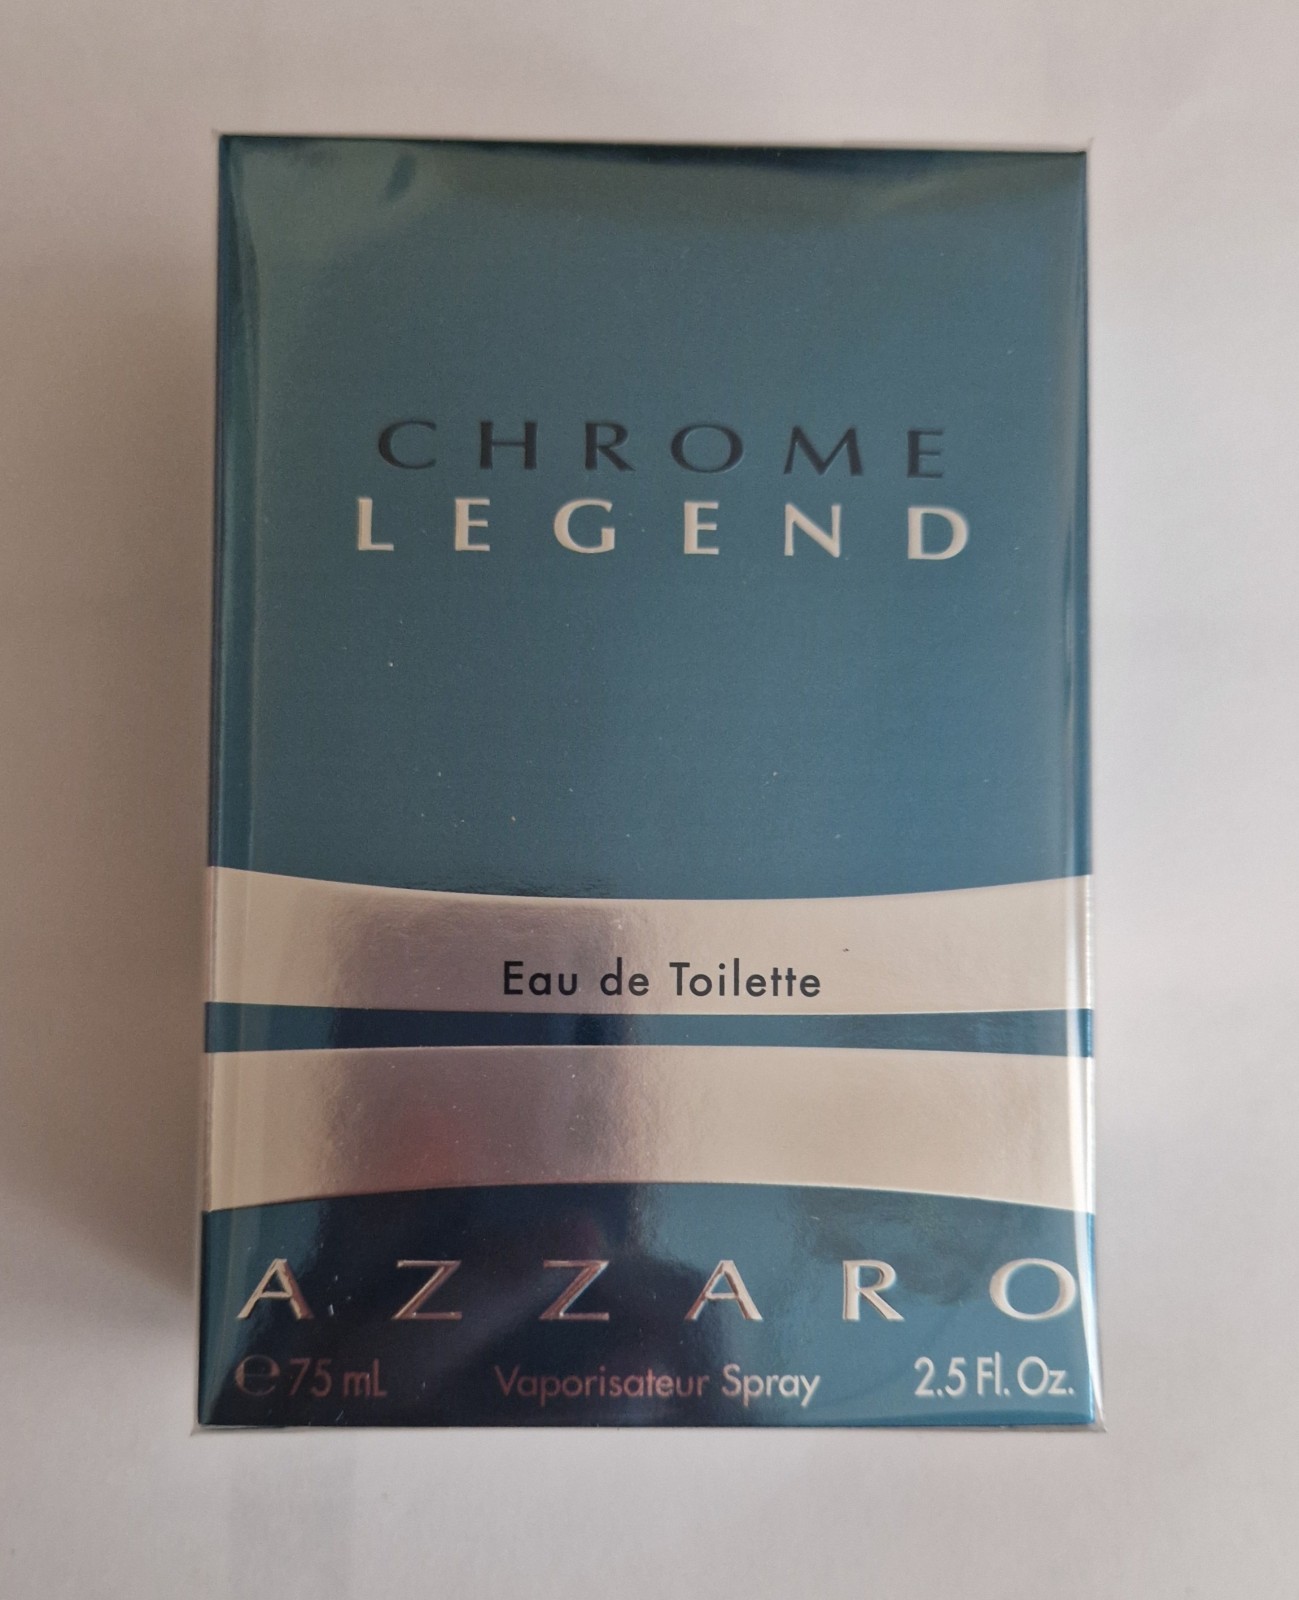 CHROME
LEGEND
Eau de Toilette
AZZARO
℮ 75 mL Vaporisateur Spray 2.5 Fl. Oz.